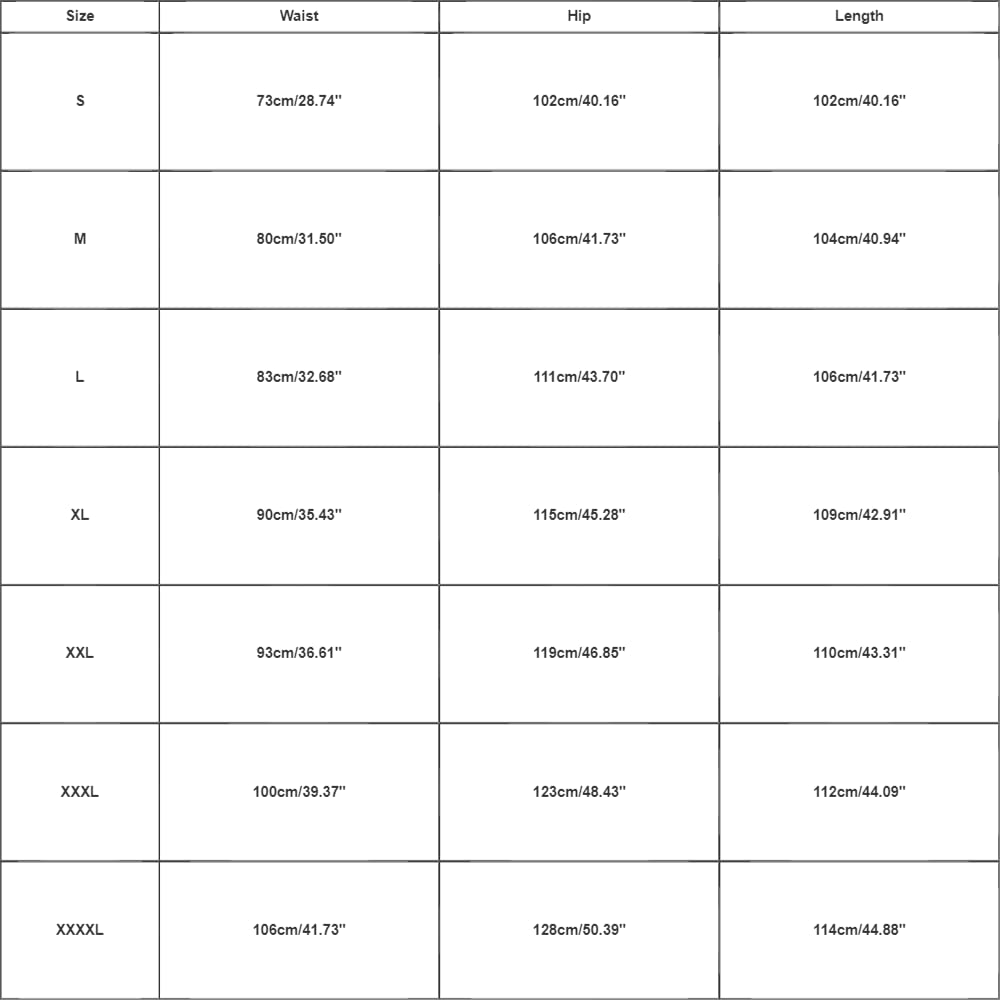 Size Waist Hip Length
S 73cm/28.74" 102cm/40.16" 102cm/40.16"
M 80cm/31.50" 106cm/41.73" 104cm/40.94"
L 83cm/32.68" 111cm/43.70" 106cm/41.73"
XL 90cm/35.43" 115cm/45.28" 109cm/42.91"
XXL 93cm/36.61" 119cm/46.85" 110cm/43.31"
XXXL 100cm/39.37" 123cm/48.43" 112cm/44.09"
XXXXL 106cm/41.73" 128cm/50.39" 114cm/44.88"